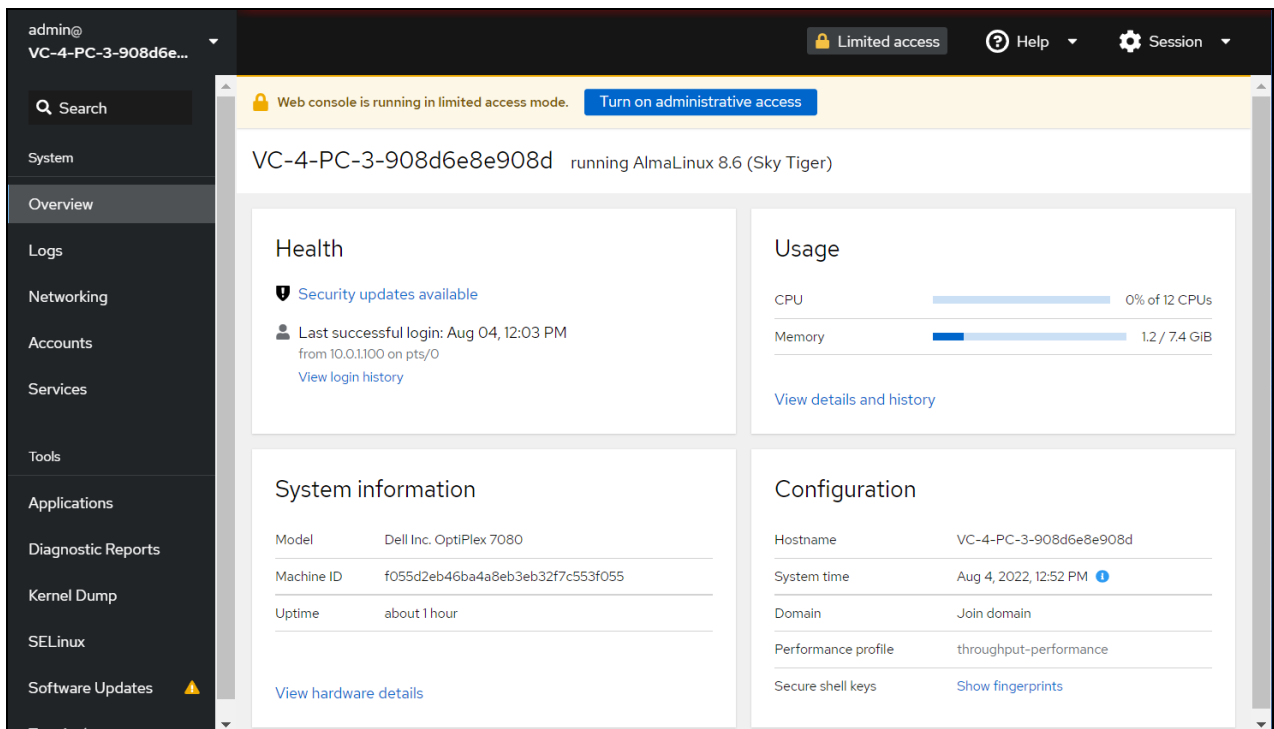 admin@
VC-4-PC-3-908d6e...
Limited access
Help
Session
Search
System
Overview
Logs
Networking
Accounts
Services
Tools
Applications
Diagnostic Reports
Kernel Dump
SELinux
Software Updates
Web console is running in limited access mode.
Turn on administrative access
VC-4-PC-3-908d6e8e908d running AlmaLinux 8.6 (Sky Tiger)
Health
Security updates available
Last successful login: Aug 04, 12:03 PM
from 10.0.1.100 on pts/0
View login history
Usage
CPU 0% of 12 CPUs
Memory 1.2 / 7.4 GiB
View details and history
System information
Model Dell Inc. OptiPlex 7080
Machine ID f055d2eb46ba4a8eb3eb32f7c553f055
Uptime about 1 hour
View hardware details
Configuration
Hostname VC-4-PC-3-908d6e8e908d
System time Aug 4, 2022, 12:52 PM
Domain Join domain
Performance profile throughput-performance
Secure shell keys Show fingerprints